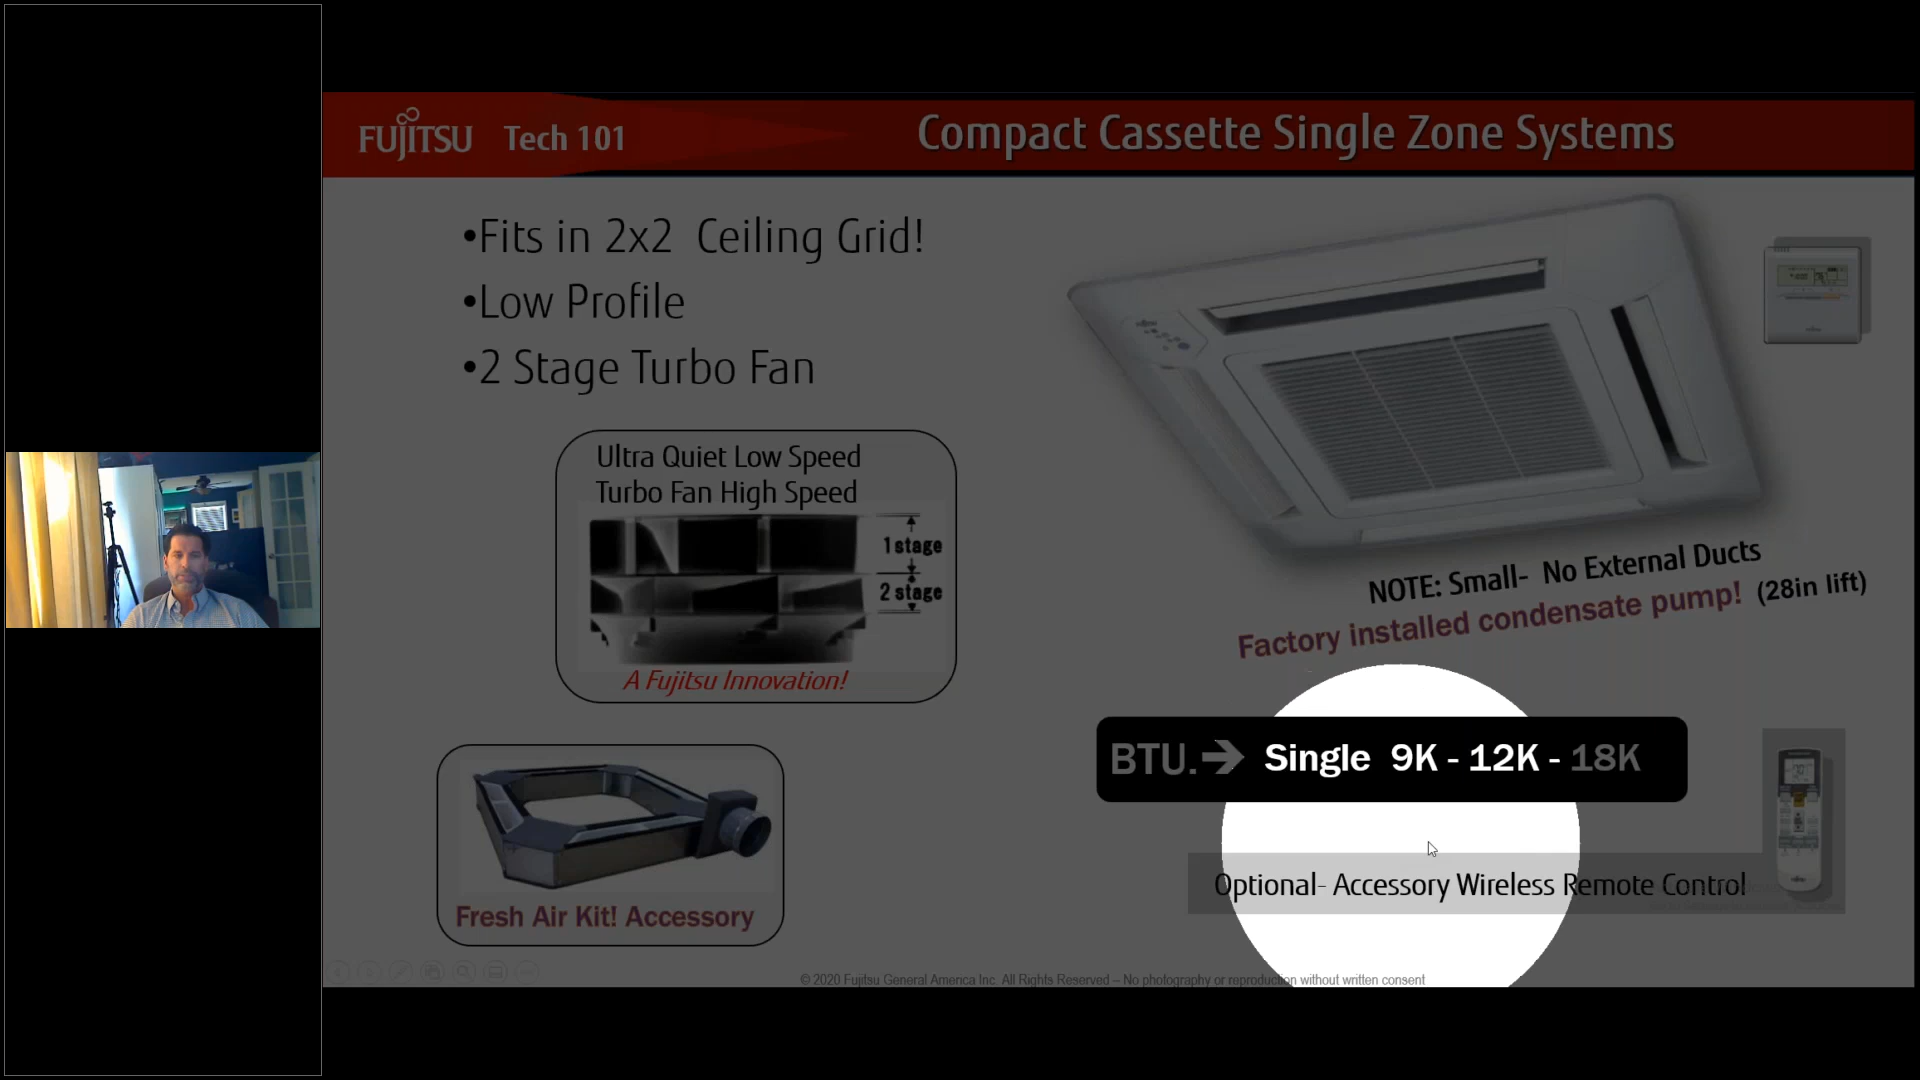 FUJITSU Tech 101
Compact Cassette Single Zone Systems
•Fits in 2x2 Ceiling Grid!
•Low Profile
•2 Stage Turbo Fan
Ultra Quiet Low Speed
Turbo Fan High Speed
1 stage
2 stage
A Fujitsu Innovation!
NOTE: Small- No External Ducts
Factory installed condensate pump! (28in lift)
BTU. → Single 9K - 12K - 18K
Optional- Accessory Wireless Remote Control
Fresh Air Kit! Accessory
© 2020 Fujitsu General America Inc. All Rights Reserved – No photography or reproduction without written consent